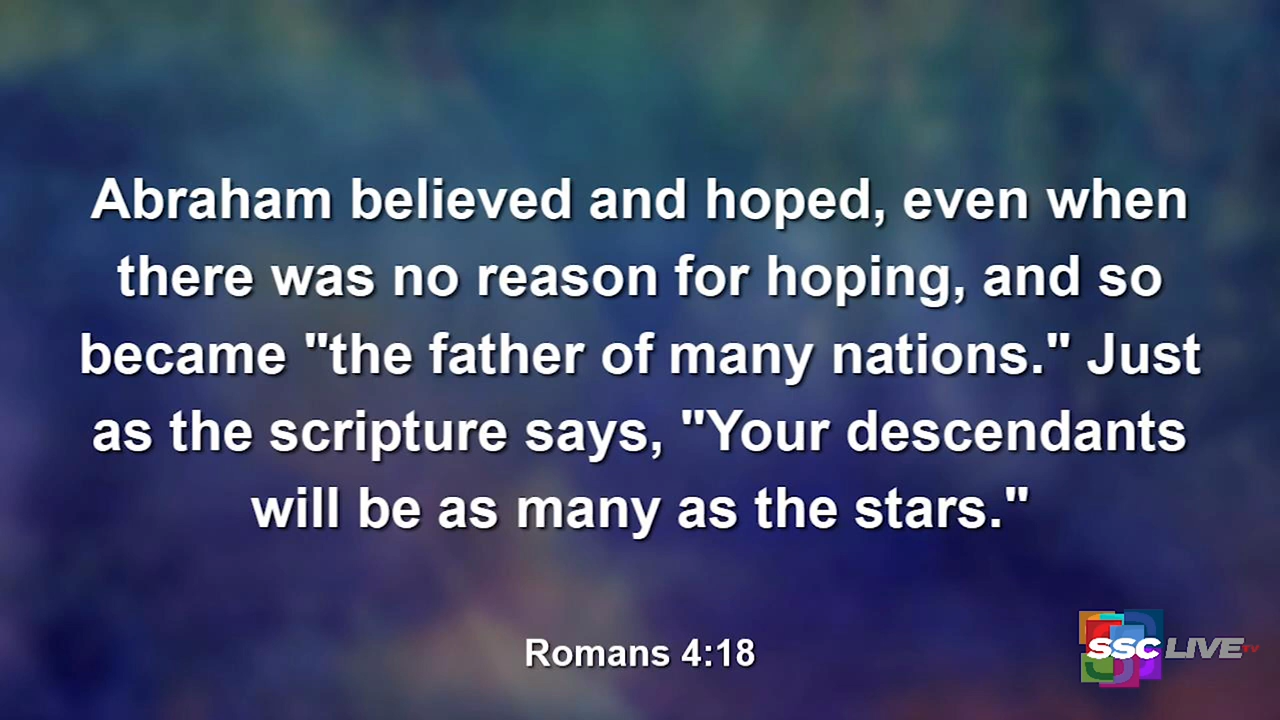 Abraham believed and hoped, even when
there was no reason for hoping, and so
became "the father of many nations." Just
as the scripture says, "Your descendants
will be as many as the stars."
Romans 4:18
SSC LIVE TV